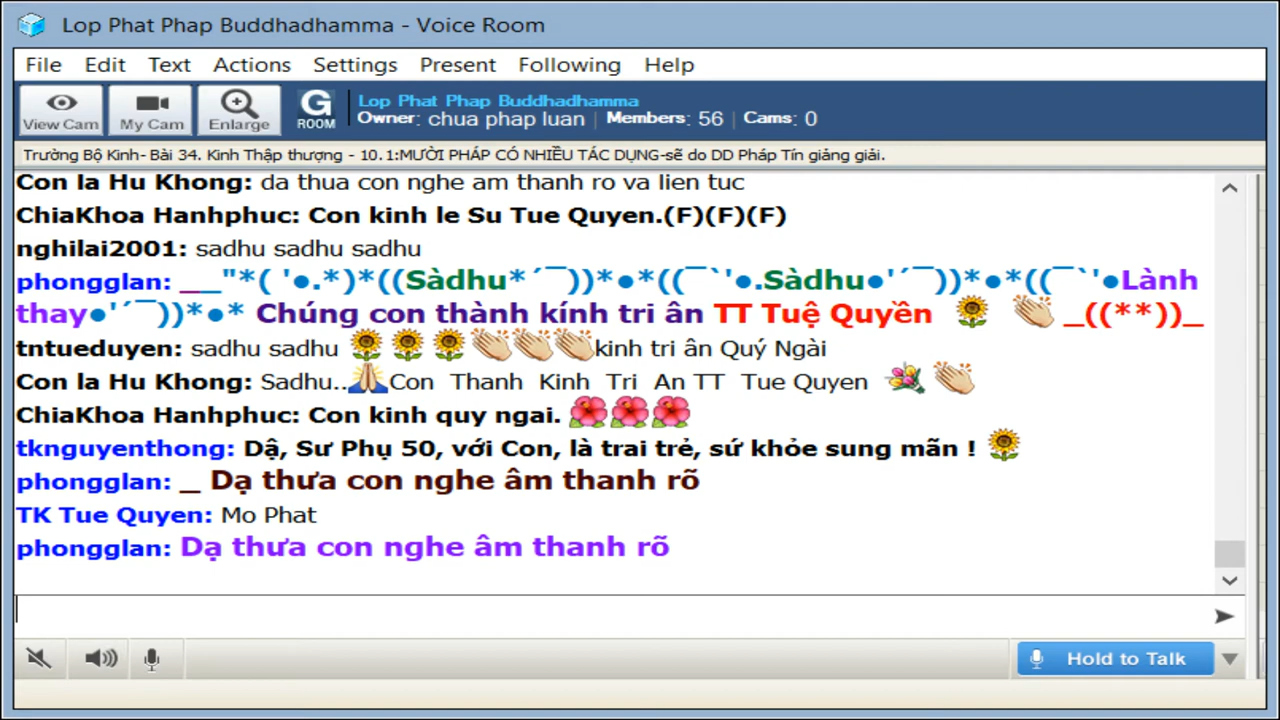 Lop Phat Phap Buddhadhamma - Voice Room
File Edit Text Actions Settings Present Following Help
View Cam My Cam Enlarge G ROOM Lop Phat Phap Buddhadhamma
Owner: chua phap luan | Members: 56 | Cams: 0
Trường Bộ Kinh- Bài 34. Kinh Thập thượng - 10.1:MƯỜI PHÁP CÓ NHIỀU TÁC DỤNG-sẽ do DD Pháp Tín giảng giải.
Con la Hu Khong: da thua con nghe am thanh ro va lien tuc
ChiaKhoa Hanhphuc: Con kinh le Su Tue Quyen.(F)(F)(F)
nghilai2001: sadhu sadhu sadhu
phongglan: __"*( '●.*)*((Sàdhu*´¯))*●*((¯`'●.Sàdhu●'´¯))*●*((¯`'●Lành
thay●'´¯))*●* Chúng con thành kính tri ân TT Tuệ Quyền 🌻 👏 _((**))_
tntueduyen: sadhu sadhu 🌻🌻🌻👏👏👏kinh tri ân Quý Ngài
Con la Hu Khong: Sadhu..🙏Con Thanh Kinh Tri An TT Tue Quyen 💐👏
ChiaKhoa Hanhphuc: Con kinh quy ngai. 🌺🌺🌺
tknguyenthong: Dậ, Sư Phụ 50, với Con, là trai trẻ, sứ khỏe sung mãn ! 🌻
phongglan: _ Dạ thưa con nghe âm thanh rõ
TK Tue Quyen: Mo Phat
phongglan: Dạ thưa con nghe âm thanh rõ
Hold to Talk